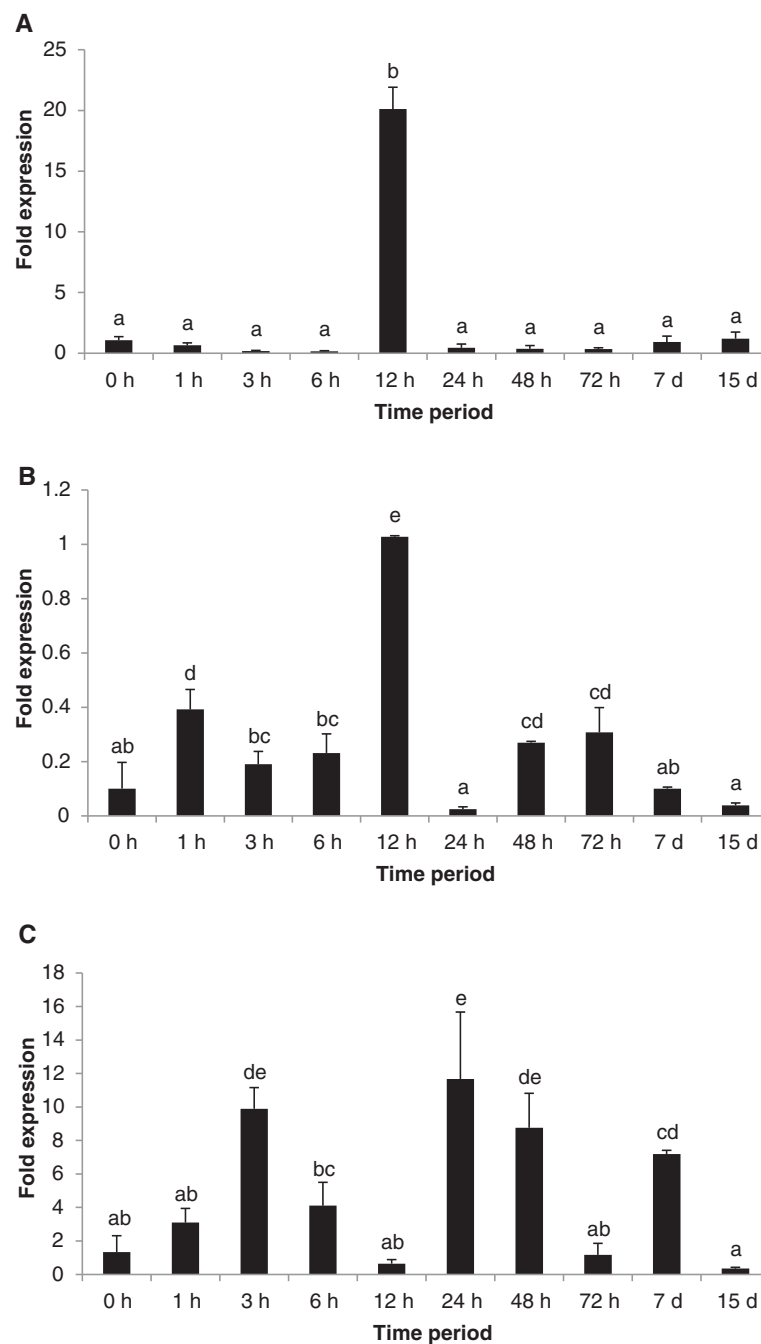 A
25
20
15
10
5
0
Fold expression
a a a a b a a a a a
0 h 1 h 3 h 6 h 12 h 24 h 48 h 72 h 7 d 15 d
Time period
B
1.2
1
0.8
0.6
0.4
0.2
0
Fold expression
ab d bc bc e a cd cd ab a
0 h 1 h 3 h 6 h 12 h 24 h 48 h 72 h 7 d 15 d
Time period
C
18
16
14
12
10
8
6
4
2
0
Fold expression
ab ab de bc ab e de ab cd a
0 h 1 h 3 h 6 h 12 h 24 h 48 h 72 h 7 d 15 d
Time period